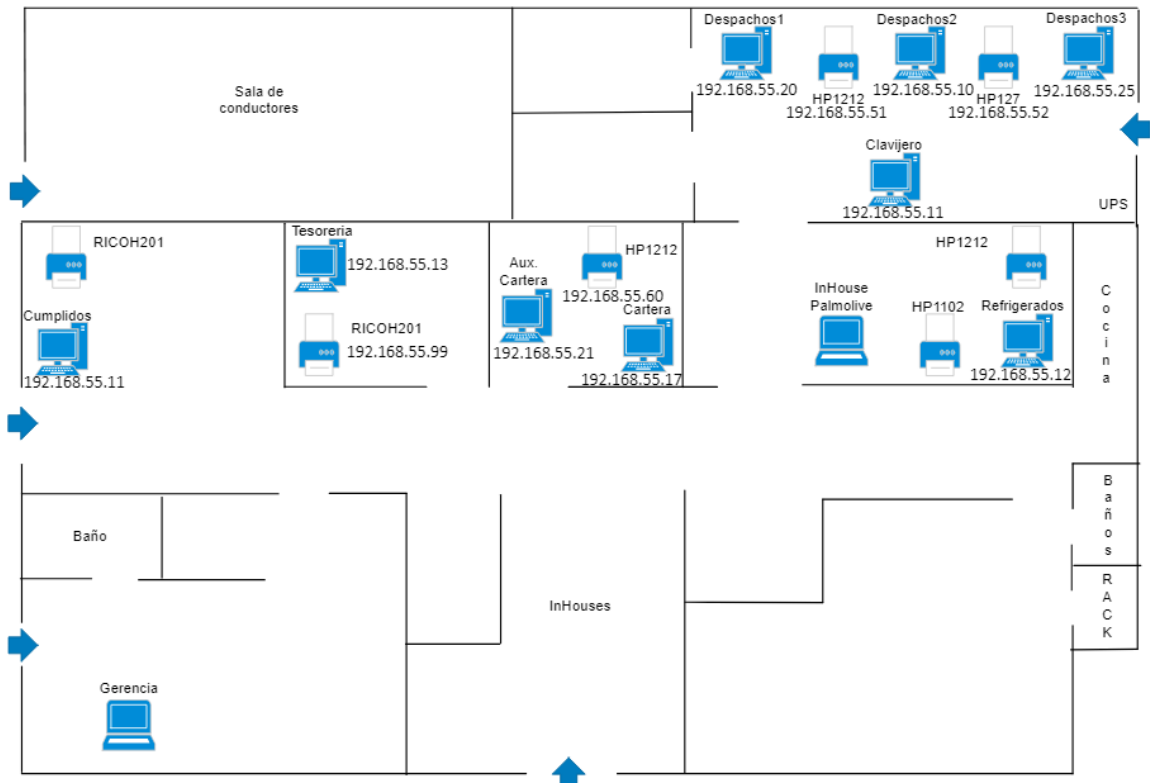 Despachos1
Despachos2
Despachos3
192.168.55.20
HP1212
192.168.55.51
192.168.55.10
HP127
192.168.55.52
192.168.55.25
Sala de
conductores
Clavijero
192.168.55.11
UPS
RICOH201
Cumplidos
192.168.55.11
Tesoreria
192.168.55.13
RICOH201
192.168.55.99
Aux.
Cartera
192.168.55.21
HP1212
192.168.55.60
Cartera
192.168.55.17
InHouse
Palmolive
HP1102
HP1212
Refrigerados
192.168.55.12
Cocina
Baños
RACK
Baño
InHouses
Gerencia